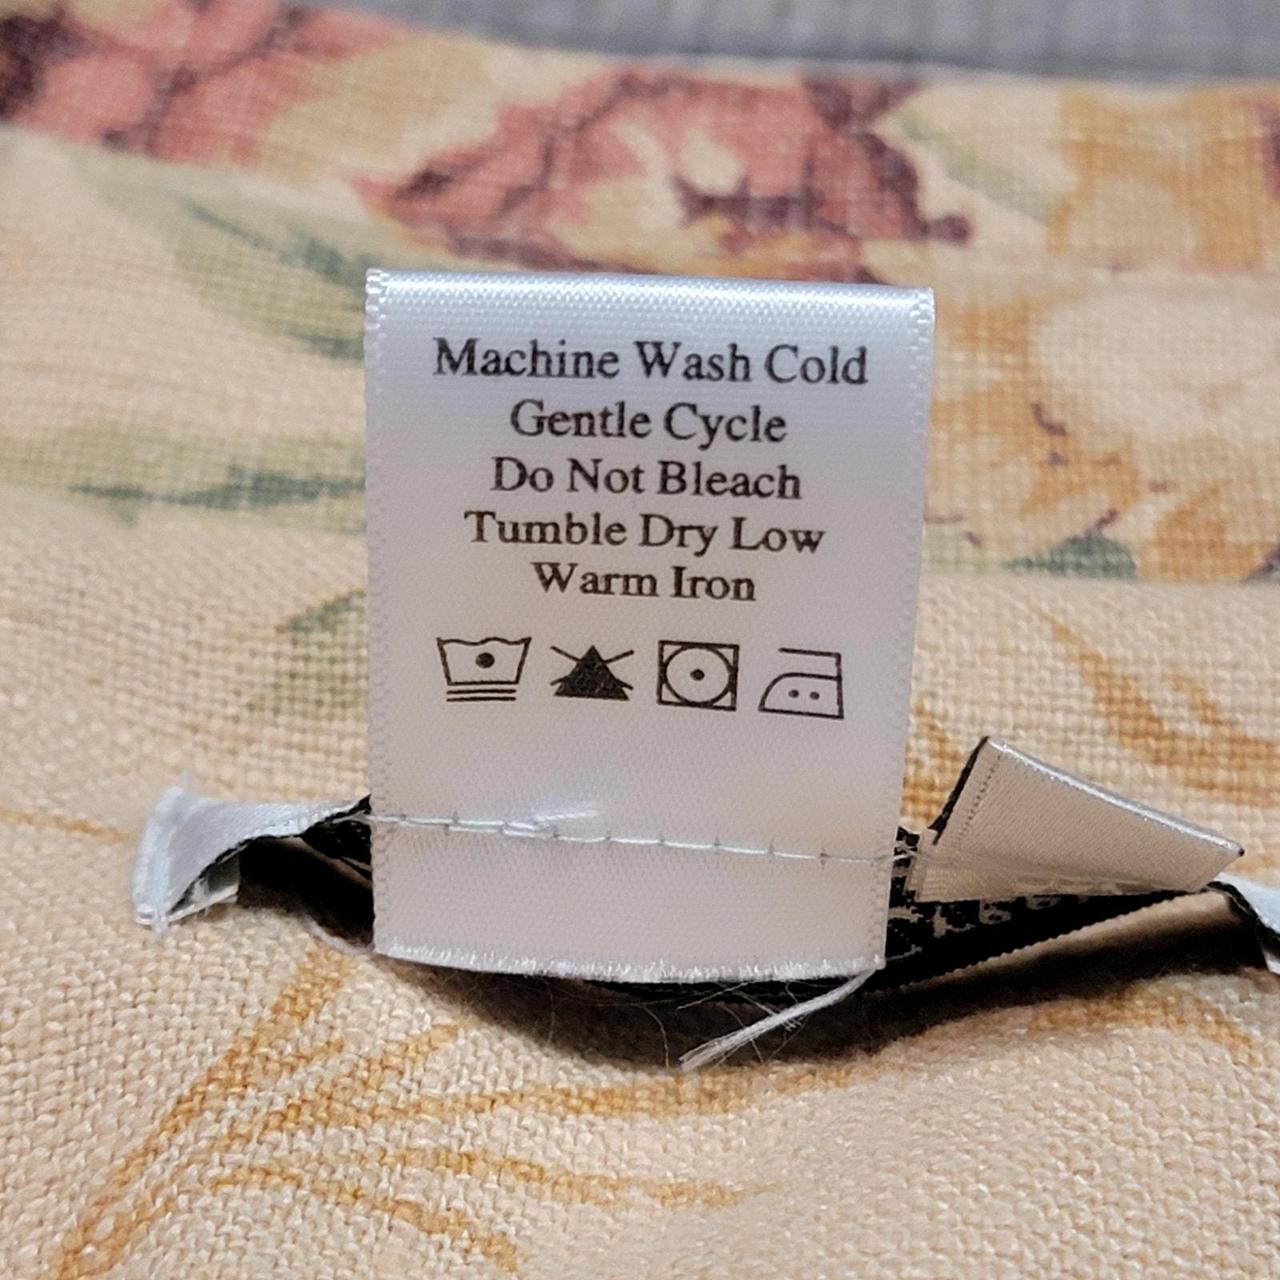 Machine Wash Cold
Gentle Cycle
Do Not Bleach
Tumble Dry Low
Warm Iron